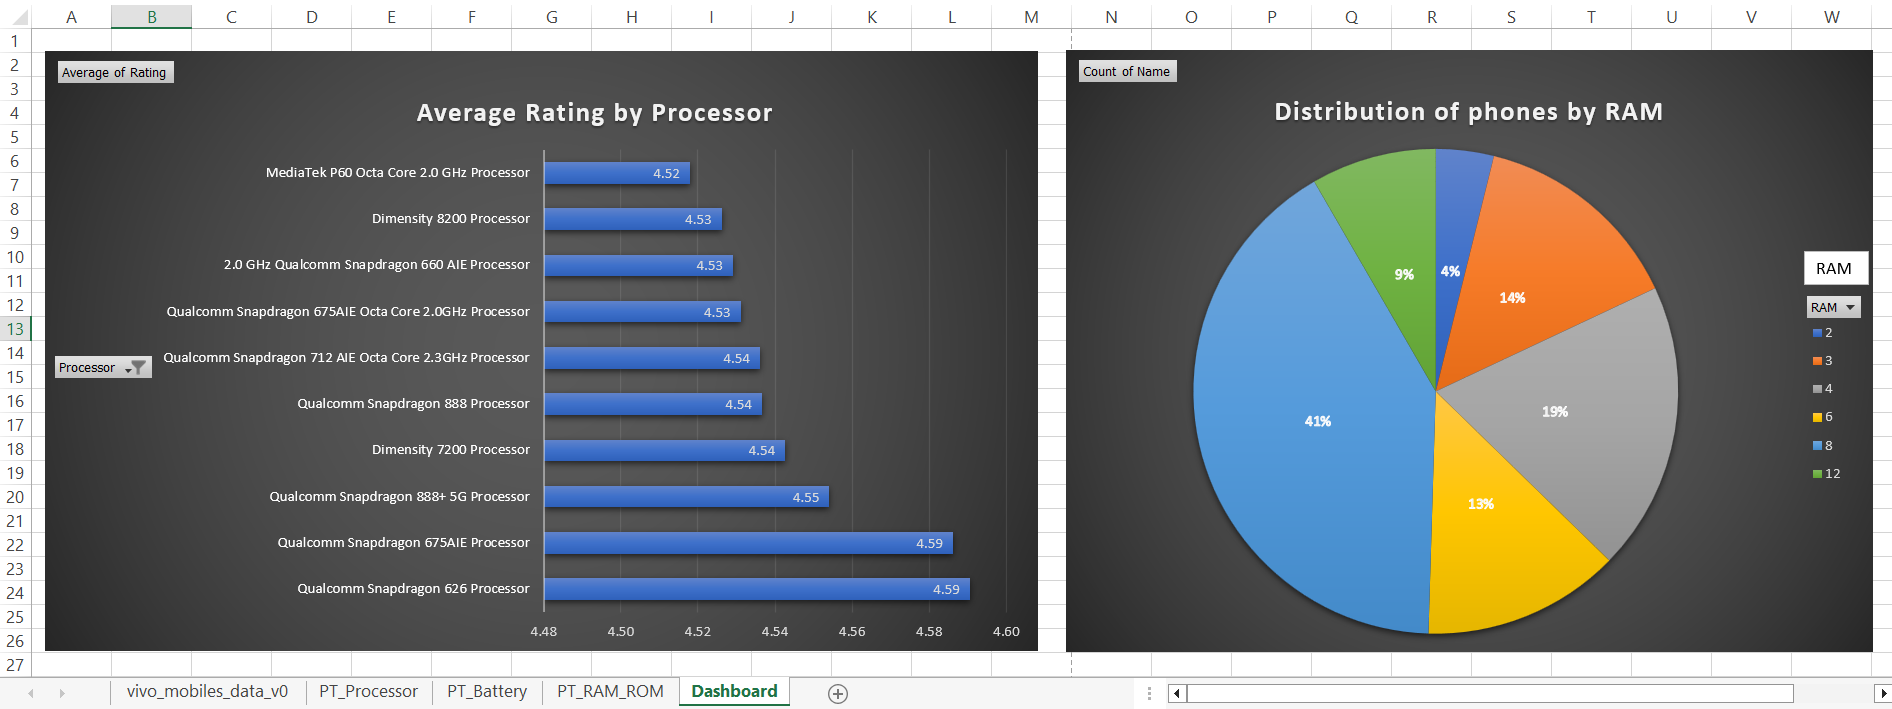 A B C D E F G H I J K L M N O P Q R S T U V W
1
2
3
4
5
6
7
8
9
10
11
12
13
14
15
16
17
18
19
20
21
22
23
24
25
26
27
Average of Rating
Average Rating by Processor
MediaTek P60 Octa Core 2.0 GHz Processor 4.52
Dimensity 8200 Processor 4.53
2.0 GHz Qualcomm Snapdragon 660 AIE Processor 4.53
Qualcomm Snapdragon 675AIE Octa Core 2.0GHz Processor 4.53
Processor
Qualcomm Snapdragon 712 AIE Octa Core 2.3GHz Processor 4.54
Qualcomm Snapdragon 888 Processor 4.54
Dimensity 7200 Processor 4.54
Qualcomm Snapdragon 888+ 5G Processor 4.55
Qualcomm Snapdragon 675AIE Processor 4.59
Qualcomm Snapdragon 626 Processor 4.59
4.48 4.50 4.52 4.54 4.56 4.58 4.60
Count of Name
Distribution of phones by RAM
9% 4%
14%
19%
41%
13%
RAM
RAM
2
3
4
6
8
12
vivo_mobiles_data_v0 PT_Processor PT_Battery PT_RAM_ROM Dashboard